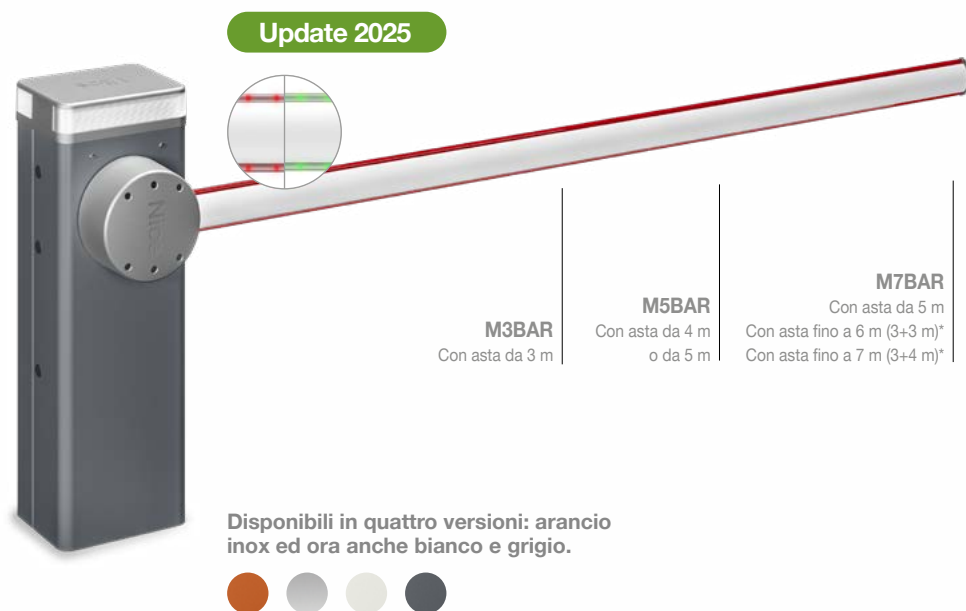 Update 2025
Nice
Nice
M3BAR
Con asta da 3 m
M5BAR
Con asta da 4 m
o da 5 m
M7BAR
Con asta da 5 m
Con asta fino a 6 m (3+3 m)*
Con asta fino a 7 m (3+4 m)*
Disponibili in quattro versioni: arancio
inox ed ora anche bianco e grigio.